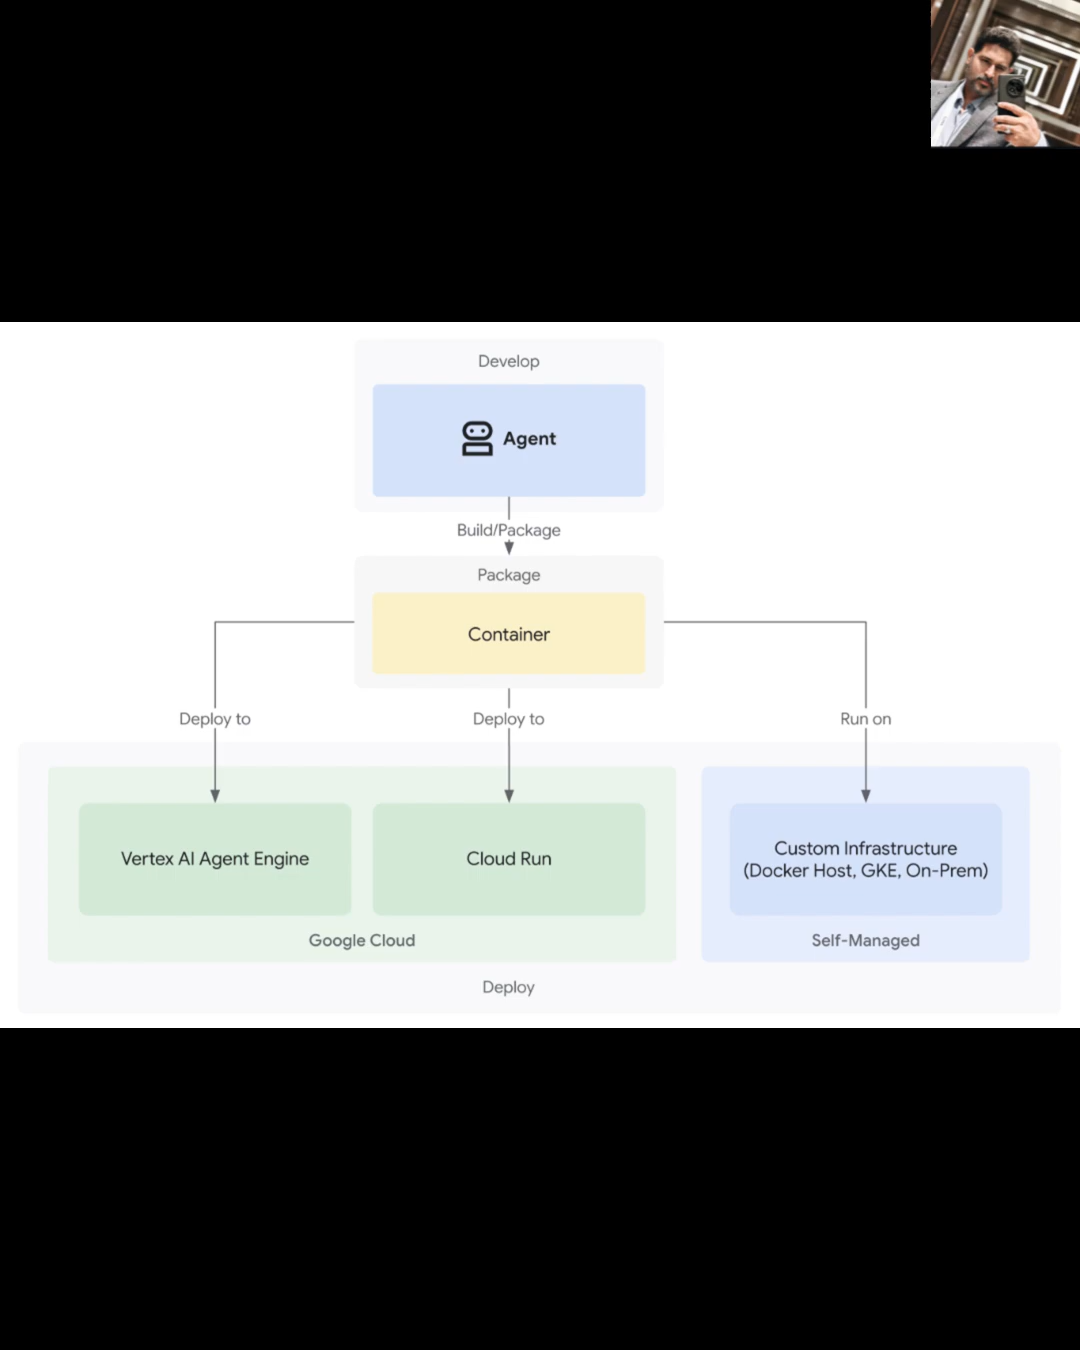 Develop
Agent
Build/Package
Package
Container
Deploy to
Deploy to
Run on
Vertex AI Agent Engine
Cloud Run
Custom Infrastructure
(Docker Host, GKE, On-Prem)
Google Cloud
Self-Managed
Deploy